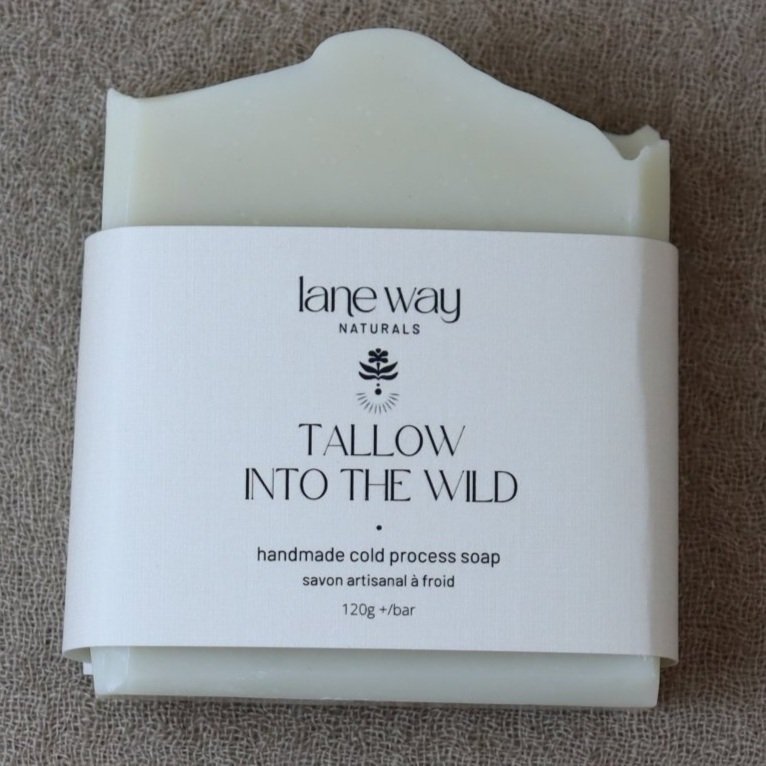 lane way
NATURALS
TALLOW
INTO THE WILD
handmade cold process soap
savon artisanal à froid
120g +/bar